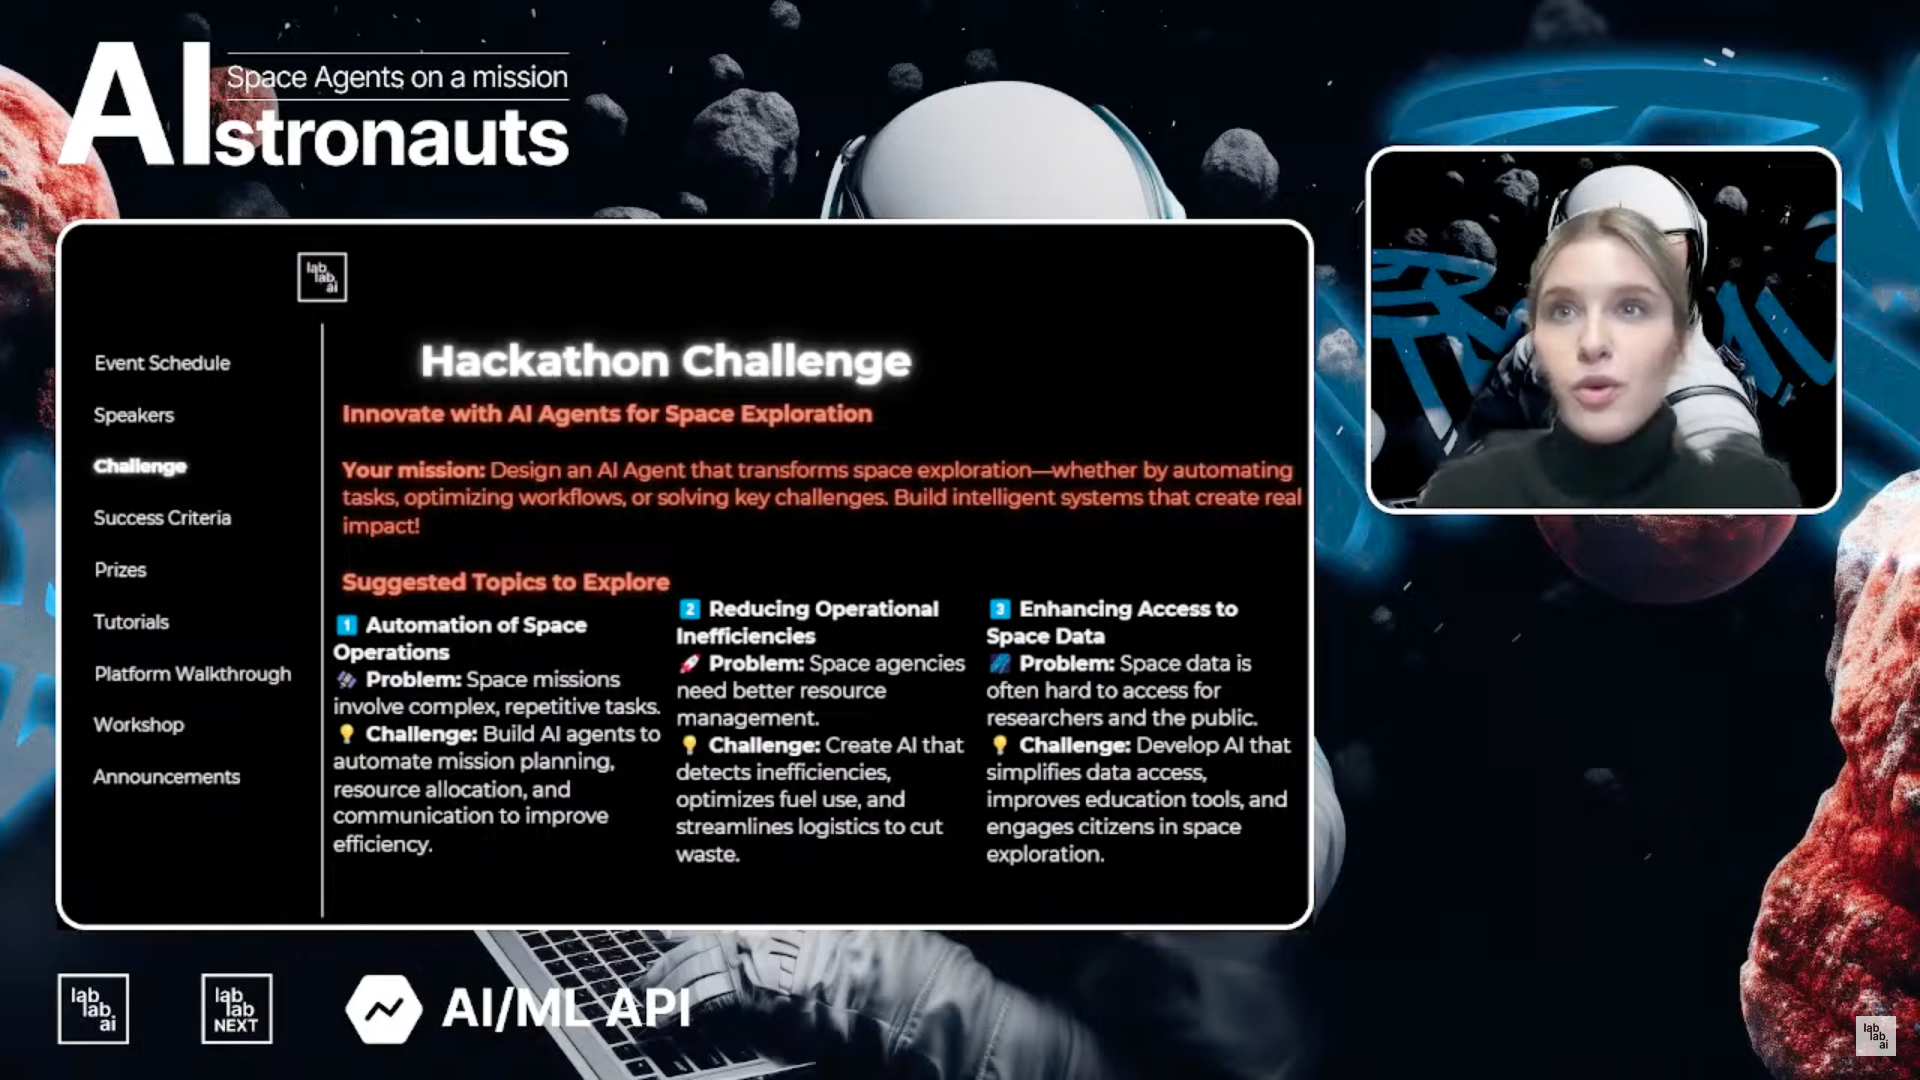 AIstronauts
Space Agents on a mission
lab
lab
ai
Event Schedule
Speakers
Challenge
Success Criteria
Prizes
Tutorials
Platform Walkthrough
Workshop
Announcements
Hackathon Challenge
Innovate with AI Agents for Space Exploration
Your mission: Design an AI Agent that transforms space exploration—whether by automating
tasks, optimizing workflows, or solving key challenges. Build intelligent systems that create real
impact!
Suggested Topics to Explore
1 Automation of Space
Operations
Problem: Space missions
involve complex, repetitive tasks.
Challenge: Build AI agents to
automate mission planning,
resource allocation, and
communication to improve
efficiency.
2 Reducing Operational
Inefficiencies
Problem: Space agencies
need better resource
management.
Challenge: Create AI that
detects inefficiencies,
optimizes fuel use, and
streamlines logistics to cut
waste.
3 Enhancing Access to
Space Data
Problem: Space data is
often hard to access for
researchers and the public.
Challenge: Develop AI that
simplifies data access,
improves education tools, and
engages citizens in space
exploration.
lab
lab
ai
lab
lab
NEXT
AI/ML API
lab
lab
ai